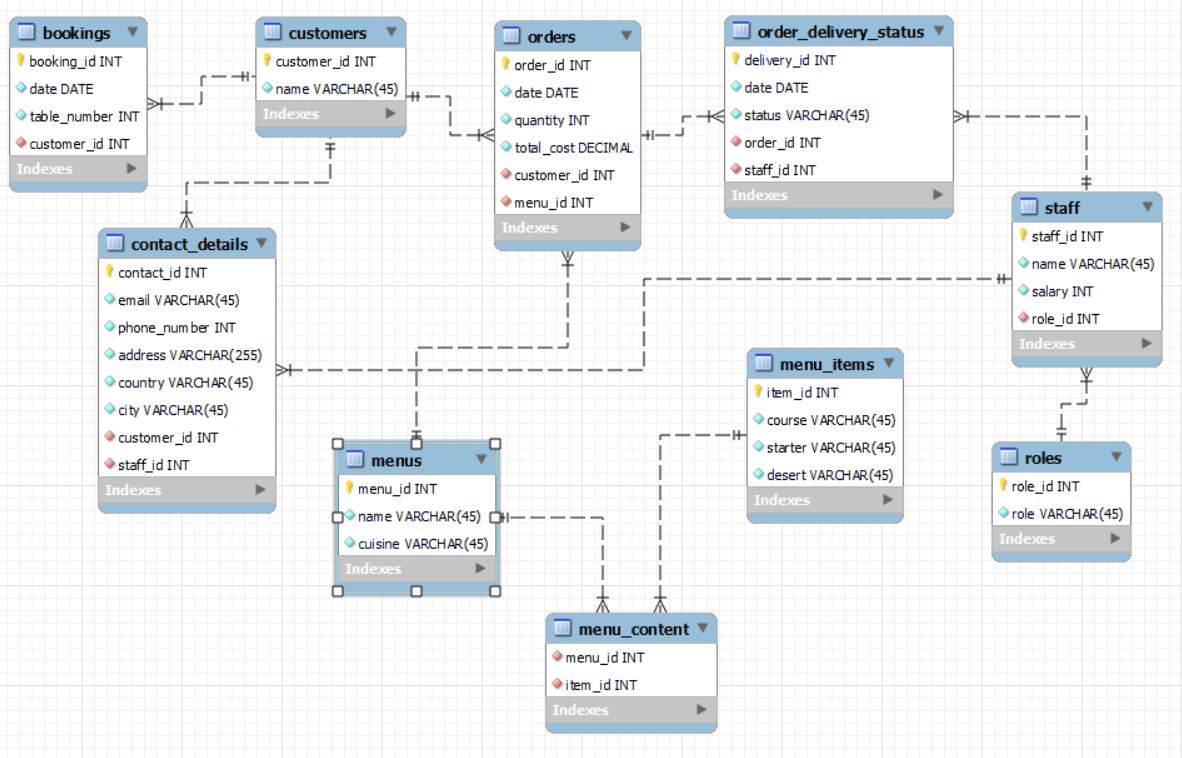 bookings
booking_id INT
date DATE
table_number INT
customer_id INT
Indexes
customers
customer_id INT
name VARCHAR(45)
Indexes
orders
order_id INT
date DATE
quantity INT
total_cost DECIMAL
customer_id INT
menu_id INT
Indexes
order_delivery_status
delivery_id INT
date DATE
status VARCHAR(45)
order_id INT
staff_id INT
Indexes
staff
staff_id INT
name VARCHAR(45)
salary INT
role_id INT
Indexes
contact_details
contact_id INT
email VARCHAR(45)
phone_number INT
address VARCHAR(255)
country VARCHAR(45)
city VARCHAR(45)
customer_id INT
staff_id INT
Indexes
menus
menu_id INT
name VARCHAR(45)
cuisine VARCHAR(45)
Indexes
menu_items
item_id INT
course VARCHAR(45)
starter VARCHAR(45)
desert VARCHAR(45)
Indexes
roles
role_id INT
role VARCHAR(45)
Indexes
menu_content
menu_id INT
item_id INT
Indexes